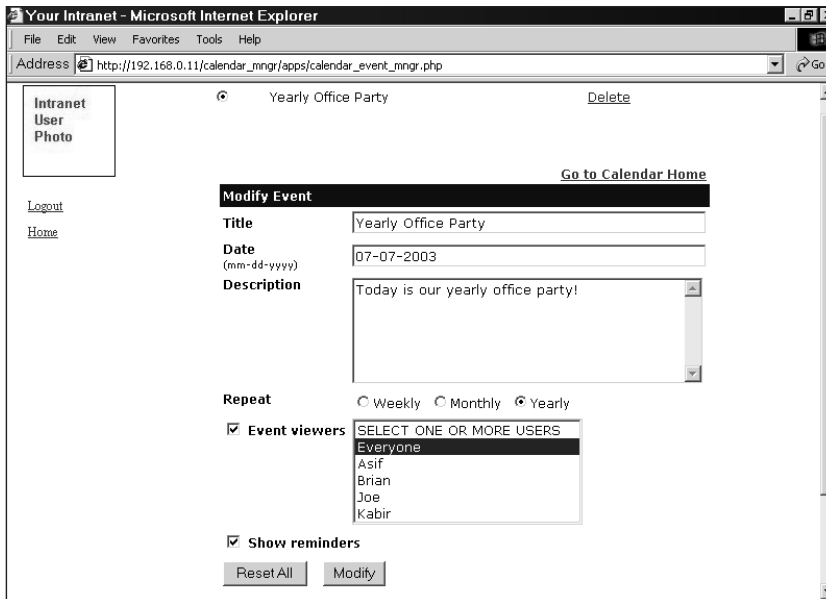 Your Intranet - Microsoft Internet Explorer
File Edit View Favorites Tools Help
Address http://192.168.0.11/calendar_mngr/apps/calendar_event_mngr.php Go
Intranet
User
Photo
Yearly Office Party Delete
Go to Calendar Home
Logout
Home
Modify Event
Title Yearly Office Party
Date 07-07-2003
(mm-dd-yyyy)
Description Today is our yearly office party!
Repeat Weekly Monthly Yearly
Event viewers SELECT ONE OR MORE USERS
Everyone
Asif
Brian
Joe
Kabir
Show reminders
Reset All Modify